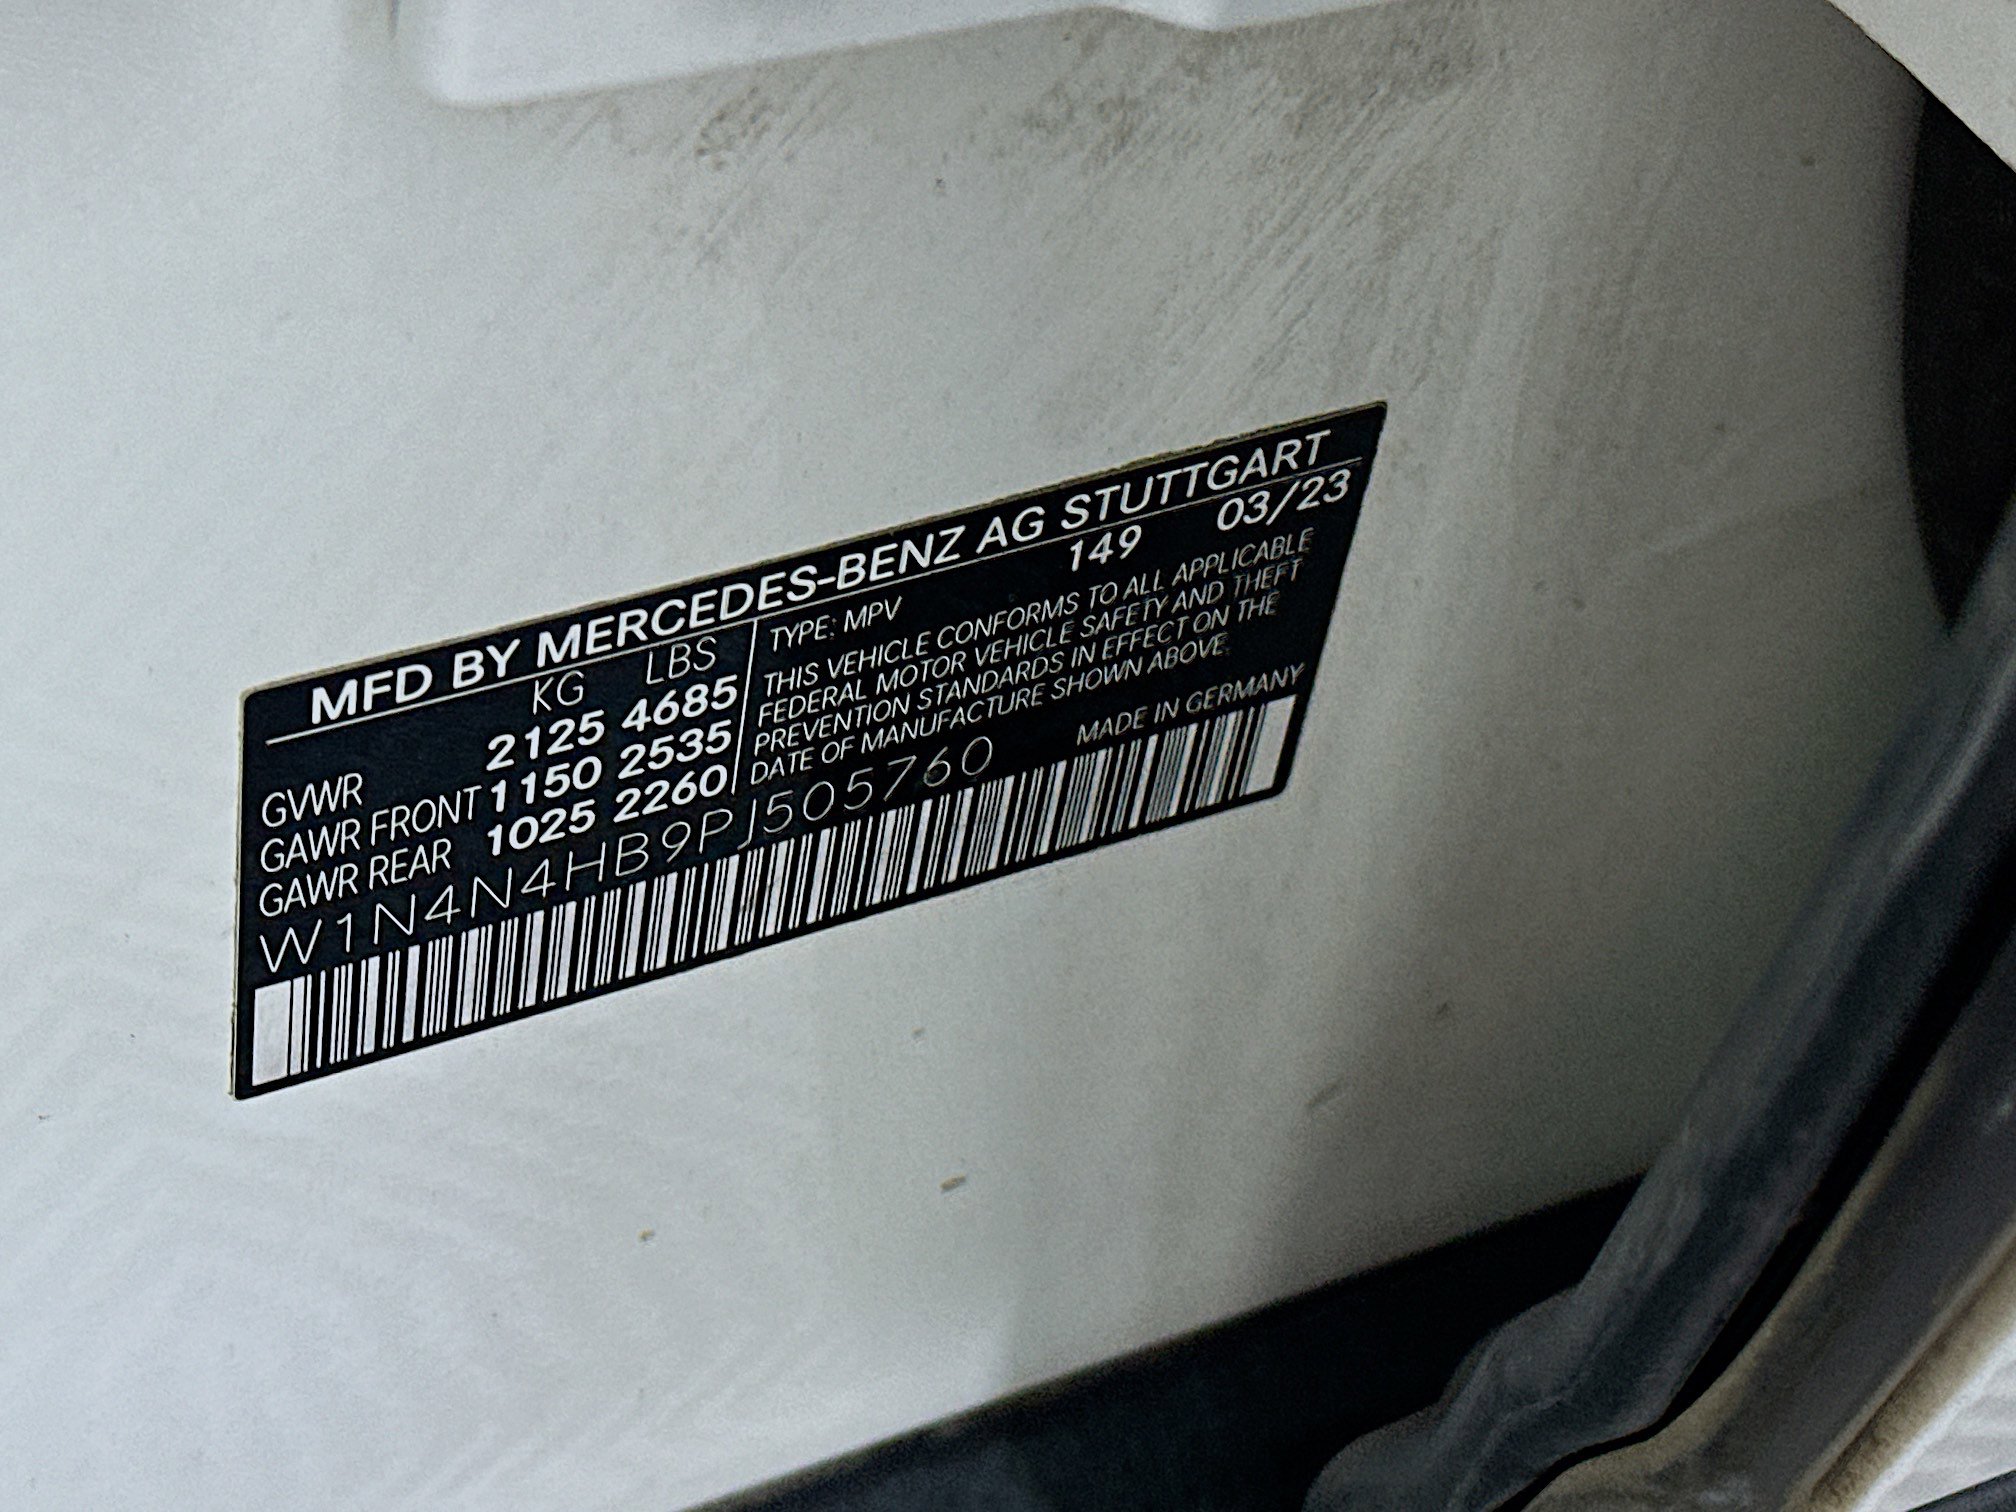 MFD BY MERCEDES-BENZ AG STUTTGART
149 03/23
KG LBS
GVWR 2125 4685
GAWR FRONT 1150 2535
GAWR REAR 1025 2260
TYPE: MPV
THIS VEHICLE CONFORMS TO ALL APPLICABLE
FEDERAL MOTOR VEHICLE SAFETY AND THEFT
PREVENTION STANDARDS IN EFFECT ON THE
DATE OF MANUFACTURE SHOWN ABOVE.
W1N4N4HB9PJ505760
MADE IN GERMANY